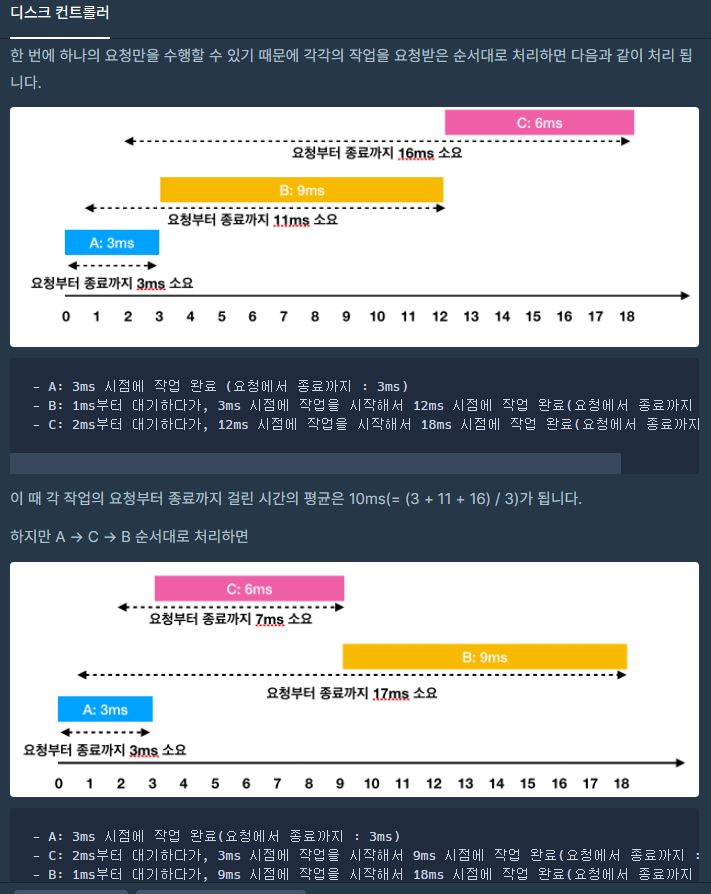 디스크 컨트롤러
한 번에 하나의 요청만을 수행할 수 있기 때문에 각각의 작업을 요청받은 순서대로 처리하면 다음과 같이 처리 됩
니다.
C: 6ms
요청부터 종료까지 16ms 소요
B: 9ms
요청부터 종료까지 11ms 소요
A: 3ms
요청부터 종료까지 3ms 소요
0 1 2 3 4 5 6 7 8 9 10 11 12 13 14 15 16 17 18
- A: 3ms 시점에 작업 완료 (요청에서 종료까지 : 3ms)
- B: 1ms부터 대기하다가, 3ms 시점에 작업을 시작해서 12ms 시점에 작업 완료(요청에서 종료까지
- C: 2ms부터 대기하다가, 12ms 시점에 작업을 시작해서 18ms 시점에 작업 완료(요청에서 종료까지
이 때 각 작업의 요청부터 종료까지 걸린 시간의 평균은 10ms(= (3 + 11 + 16) / 3)가 됩니다.
하지만 A → C → B 순서대로 처리하면
C: 6ms
요청부터 종료까지 7ms 소요
B: 9ms
요청부터 종료까지 17ms 소요
A: 3ms
요청부터 종료까지 3ms 소요
0 1 2 3 4 5 6 7 8 9 10 11 12 13 14 15 16 17 18
- A: 3ms 시점에 작업 완료(요청에서 종료까지 : 3ms)
- C: 2ms부터 대기하다가, 3ms 시점에 작업을 시작해서 9ms 시점에 작업 완료(요청에서 종료까지 :
- B: 1ms부터 대기하다가, 9ms 시점에 작업을 시작해서 18ms 시점에 작업 완료(요청에서 종료까지